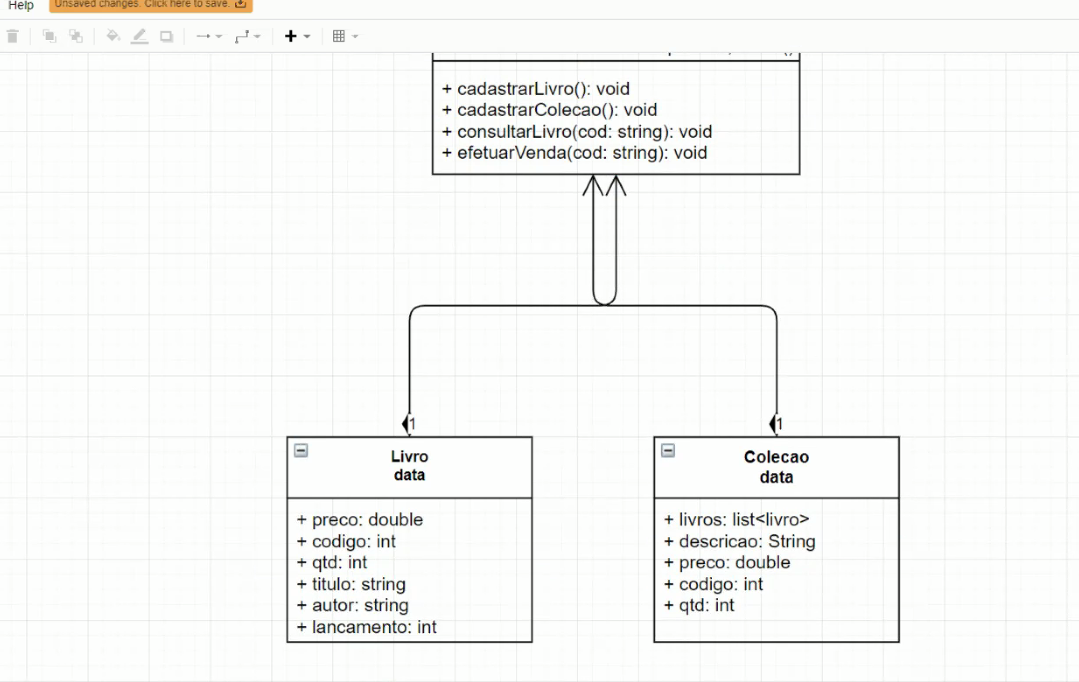 Help
Unsaved changes. Click here to save.
+ cadastrarLivro(): void
+ cadastrarColecao(): void
+ consultarLivro(cod: string): void
+ efetuarVenda(cod: string): void
1
1
Livro
data
+ preco: double
+ codigo: int
+ qtd: int
+ titulo: string
+ autor: string
+ lancamento: int
Colecao
data
+ livros: list<livro>
+ descricao: String
+ preco: double
+ codigo: int
+ qtd: int